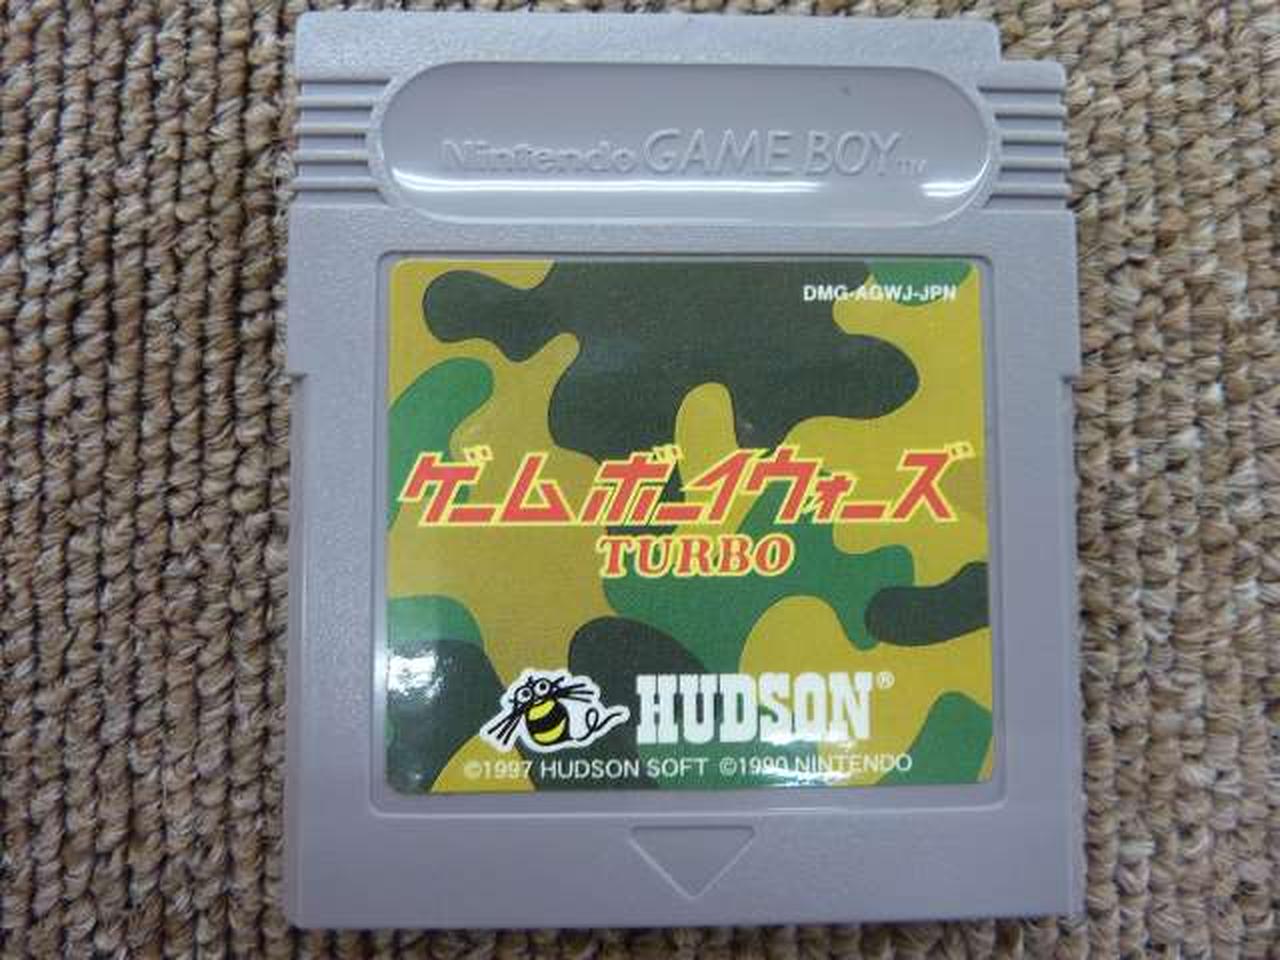 Nintendo GAME BOY TM
DMG-AGWJ-JPN
ゲームボーイウォーズ
TURBO
HUDSON®
©1997 HUDSON SOFT ©1990 NINTENDO